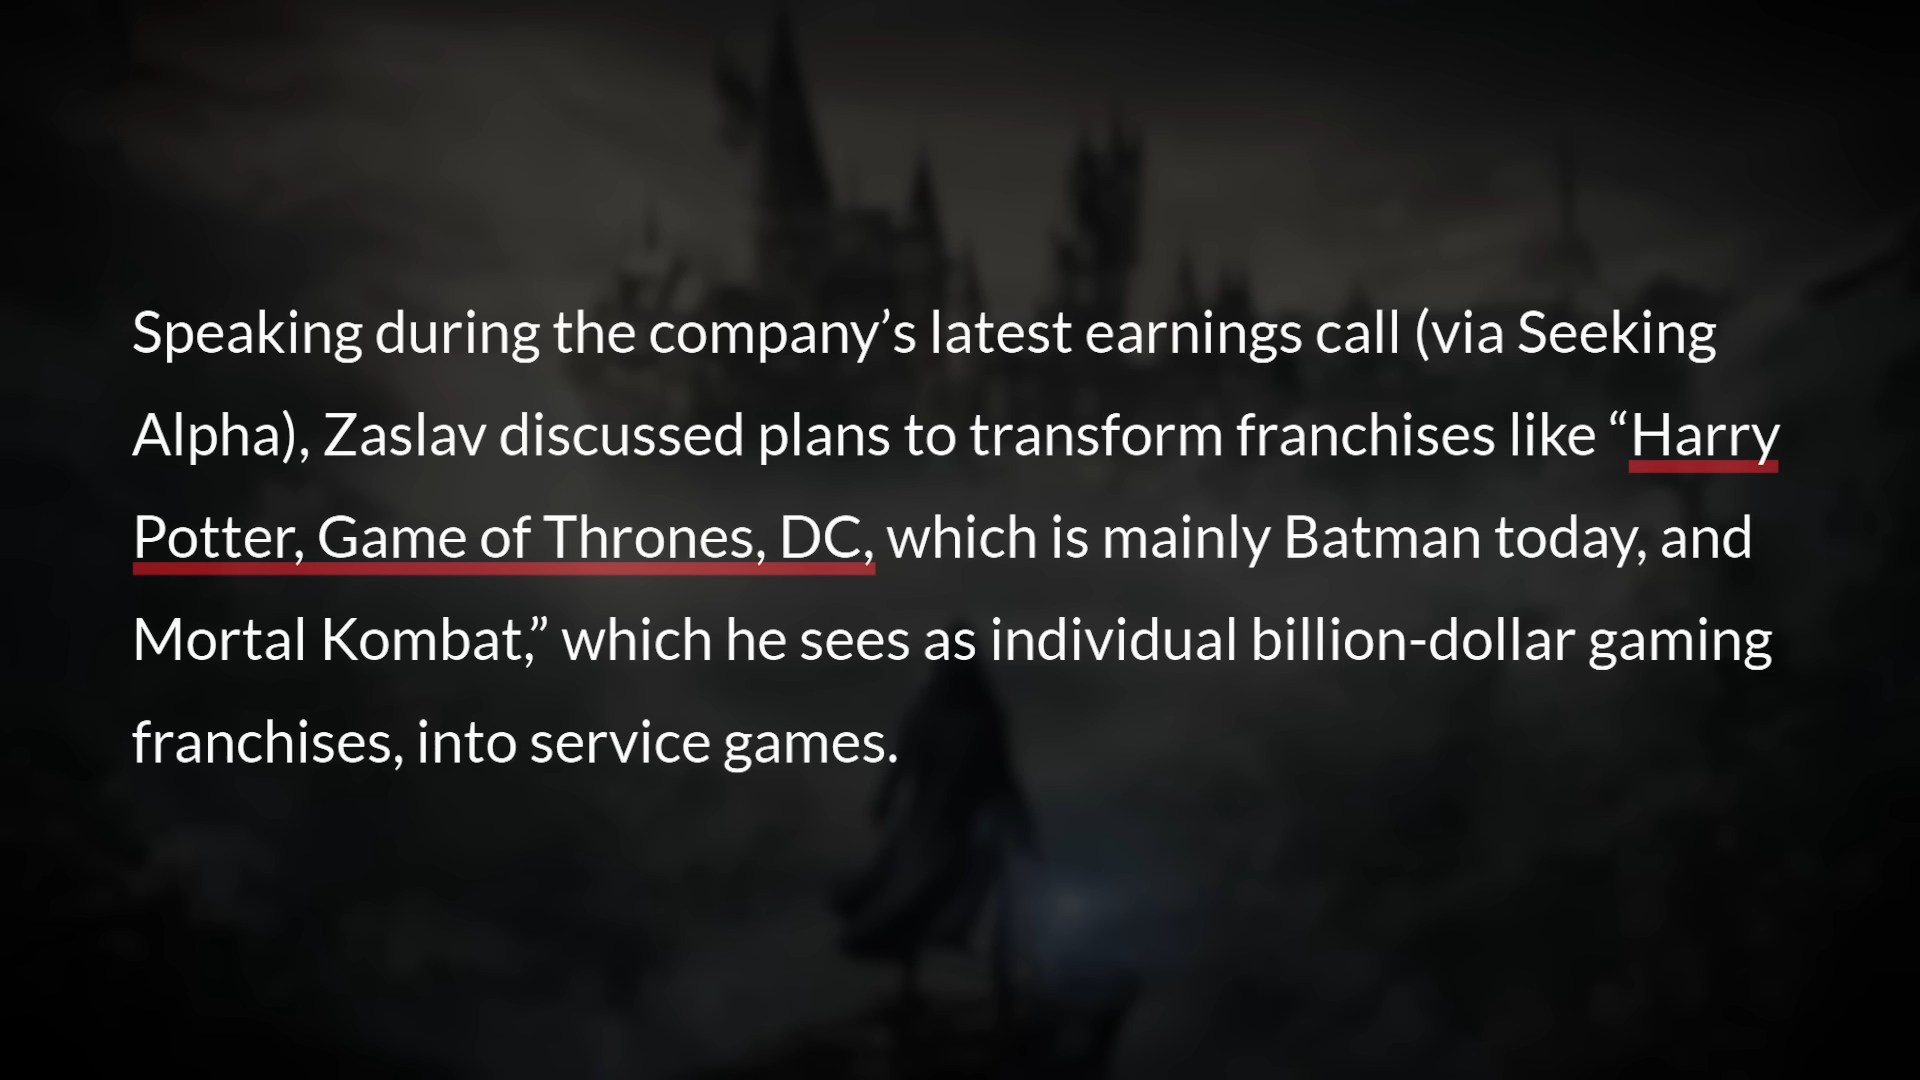 Speaking during the company’s latest earnings call (via Seeking
Alpha), Zaslav discussed plans to transform franchises like “Harry
Potter, Game of Thrones, DC, which is mainly Batman today, and
Mortal Kombat,” which he sees as individual billion-dollar gaming
franchises, into service games.